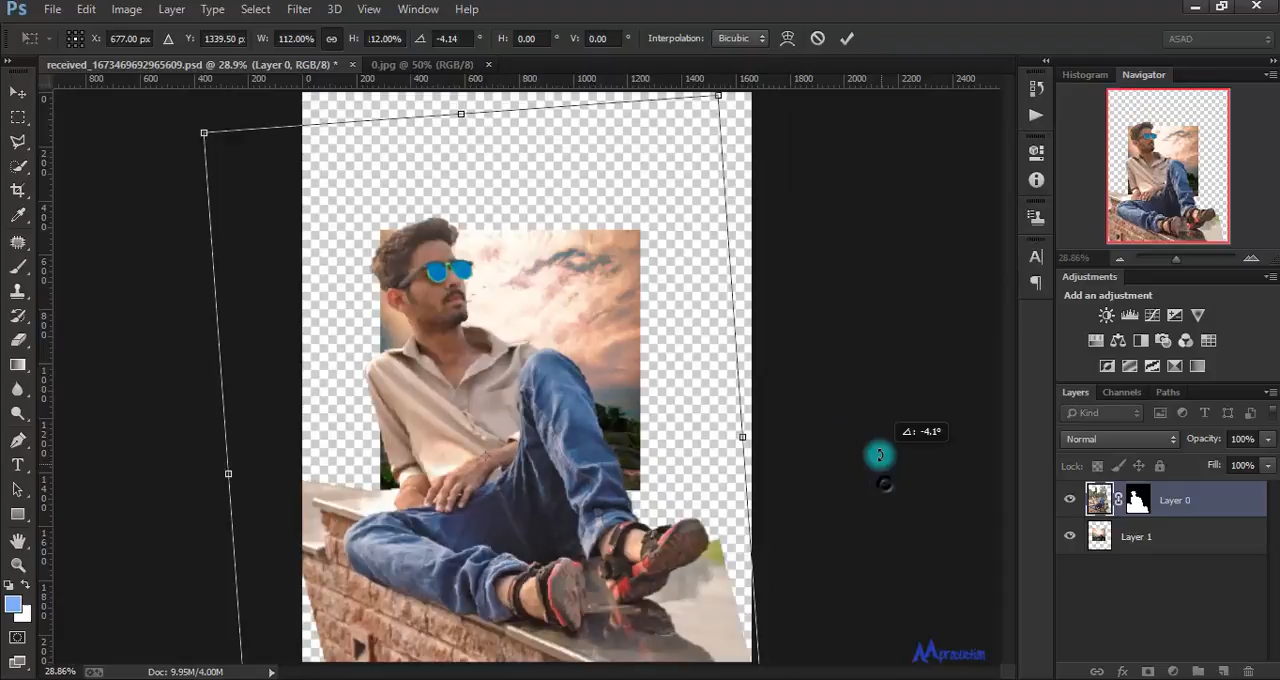 Ps File Edit Image Layer Type Select Filter 3D View Window Help
X: 677.00 px Y: 1339.50 px W: 112.00% H: 112.00% -4.14 ° H: 0.00 ° V: 0.00 ° Interpolation: Bicubic ASAD
received_1673469692965609.psd @ 28.9% (Layer 0, RGB/8) * × 0.jpg @ 50% (RGB/8) ×
800 600 400 200 0 200 400 600 800 1000 1200 1400 1600 1800 2000 2200 2400
Histogram Navigator
28.86%
Adjustments
Add an adjustment
Layers Channels Paths
Kind
Normal Opacity: 100%
Lock: Fill: 100%
Layer 0
Layer 1
∠: -4.1°
M production
28.86% Doc: 9.95M/4.00M